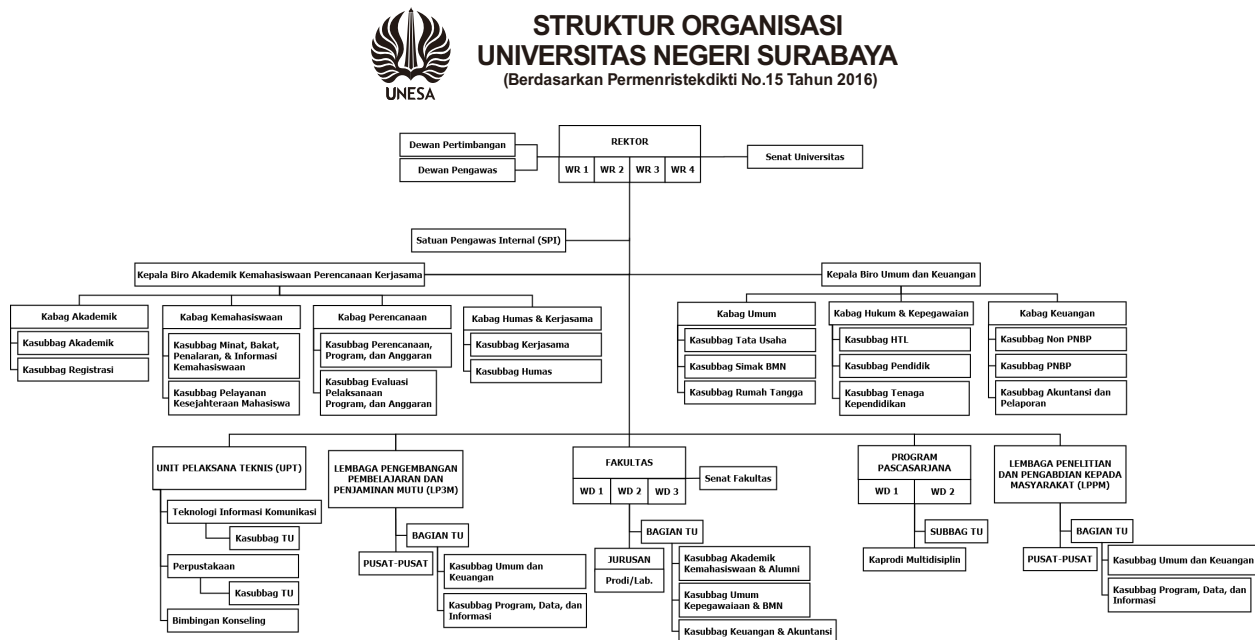 STRUKTUR ORGANISASI
UNIVERSITAS NEGERI SURABAYA
(Berdasarkan Permenristekdikti No.15 Tahun 2016)
UNESA
REKTOR
WR 1 WR 2 WR 3 WR 4
Dewan Pertimbangan
Dewan Pengawas
Senat Universitas
Satuan Pengawas Internal (SPI)
Kepala Biro Akademik Kemahasiswaan Perencanaan Kerjasama
Kepala Biro Umum dan Keuangan
Kabag Akademik
Kasubbag Akademik
Kasubbag Registrasi
Kabag Kemahasiswaan
Kasubbag Minat, Bakat,
Penalaran, & Informasi
Kemahasiswaan
Kasubbag Pelayanan
Kesejahteraan Mahasiswa
Kabag Perencanaan
Kasubbag Perencanaan,
Program, dan Anggaran
Kasubbag Evaluasi
Pelaksanaan
Program, dan Anggaran
Kabag Humas & Kerjasama
Kasubbag Kerjasama
Kasubbag Humas
Kabag Umum
Kasubbag Tata Usaha
Kasubbag Simak BMN
Kasubbag Rumah Tangga
Kabag Hukum & Kepegawaian
Kasubbag HTL
Kasubbag Pendidik
Kasubbag Tenaga
Kependidikan
Kabag Keuangan
Kasubbag Non PNBP
Kasubbag PNBP
Kasubbag Akuntansi dan
Pelaporan
UNIT PELAKSANA TEKNIS (UPT)
Teknologi Informasi Komunikasi
Kasubbag TU
Perpustakaan
Kasubbag TU
Bimbingan Konseling
LEMBAGA PENGEMBANGAN
PEMBELAJARAN DAN
PENJAMINAN MUTU (LP3M)
BAGIAN TU
PUSAT-PUSAT
Kasubbag Umum dan
Keuangan
Kasubbag Program, Data, dan
Informasi
FAKULTAS
WD 1 WD 2 WD 3
Senat Fakultas
BAGIAN TU
JURUSAN
Prodi/Lab.
Kasubbag Akademik
Kemahasiswaan & Alumni
Kasubbag Umum
Kepegawaiaan & BMN
Kasubbag Keuangan & Akuntansi
PROGRAM
PASCASARJANA
WD 1 WD 2
SUBBAG TU
Kaprodi Multidisiplin
LEMBAGA PENELITIAN
DAN PENGABDIAN KEPADA
MASYARAKAT (LPPM)
BAGIAN TU
PUSAT-PUSAT
Kasubbag Umum dan Keuangan
Kasubbag Program, Data, dan
Informasi